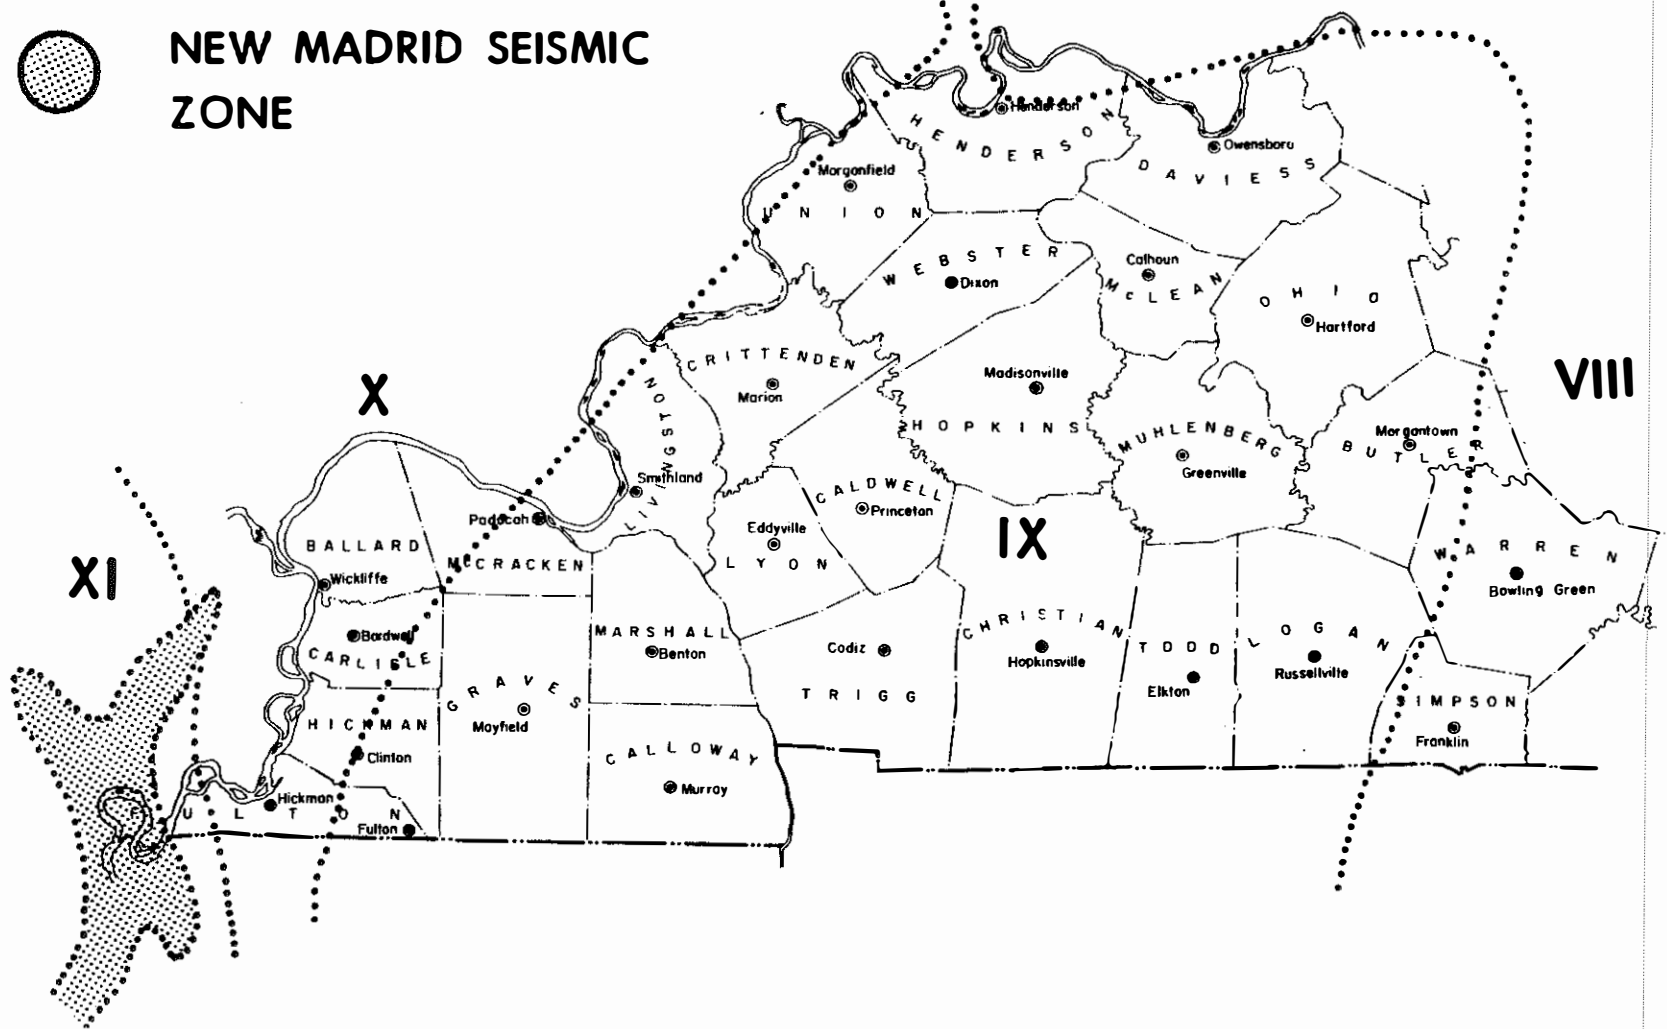 NEW MADRID SEISMIC
ZONE
Henderson
HENDERSON
Owensboro
DAVIESS
Morganfield
UNION
WEBSTER
Dixon
Calhoun
McLEAN
OHIO
Hartford
CRITTENDEN
Marion
Madisonville
HOPKINS
VIII
X
LIVINGSTON
Smithland
MUHLENBERG
Greenville
Morgantown
BUTLER
CALDWELL
Princeton
Eddyville
LYON
Paducah
McCRACKEN
BALLARD
Wickliffe
IX
XI
WARREN
Bowling Green
Bardwell
CARLISLE
MARSHALL
Benton
Cadiz
TRIGG
CHRISTIAN
Hopkinsville
TODD
Elkton
LOGAN
Russellville
SIMPSON
Franklin
GRAVES
Mayfield
HICKMAN
Clinton
CALLOWAY
Murray
Hickman
FULTON
Fulton